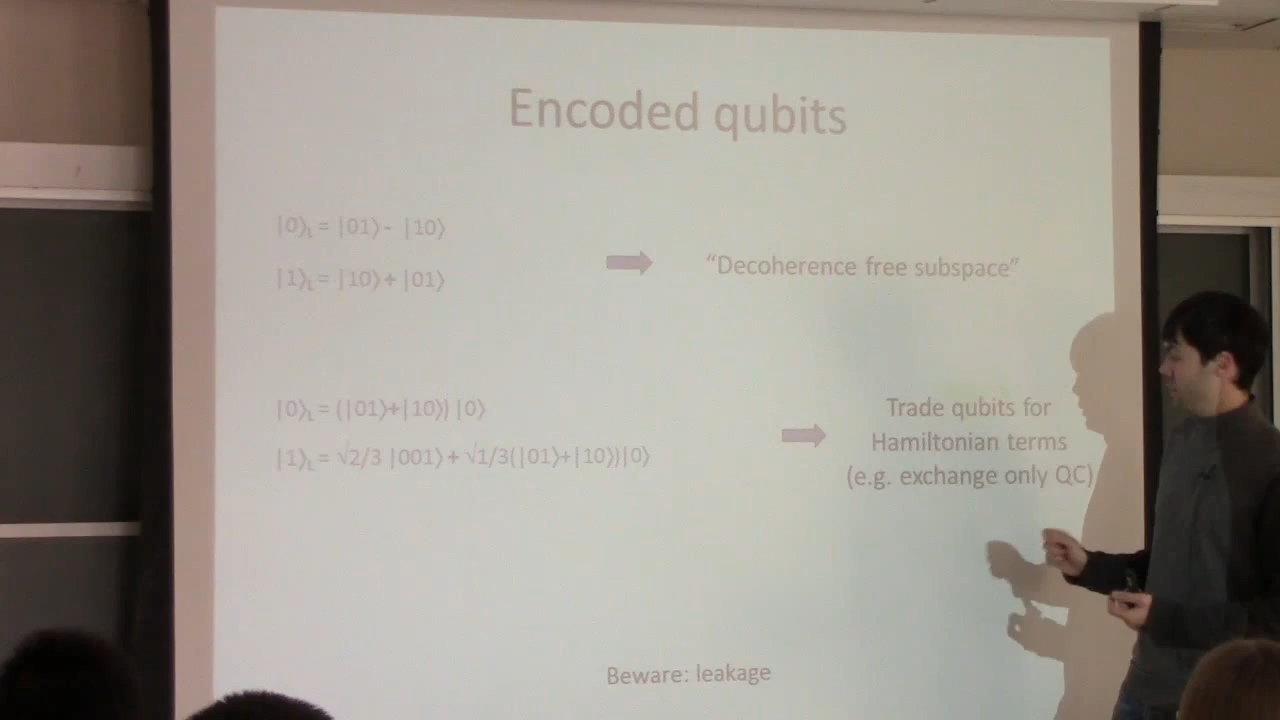 Encoded qubits
|0⟩L = |01⟩ - |10⟩
|1⟩L = |10⟩ + |01⟩
“Decoherence free subspace”
|0⟩L = (|01⟩+|10⟩) |0⟩
|1⟩L = √2/3 |001⟩ + √1/3(|01⟩+|10⟩)|0⟩
Trade qubits for
Hamiltonian terms
(e.g. exchange only QC)
Beware: leakage